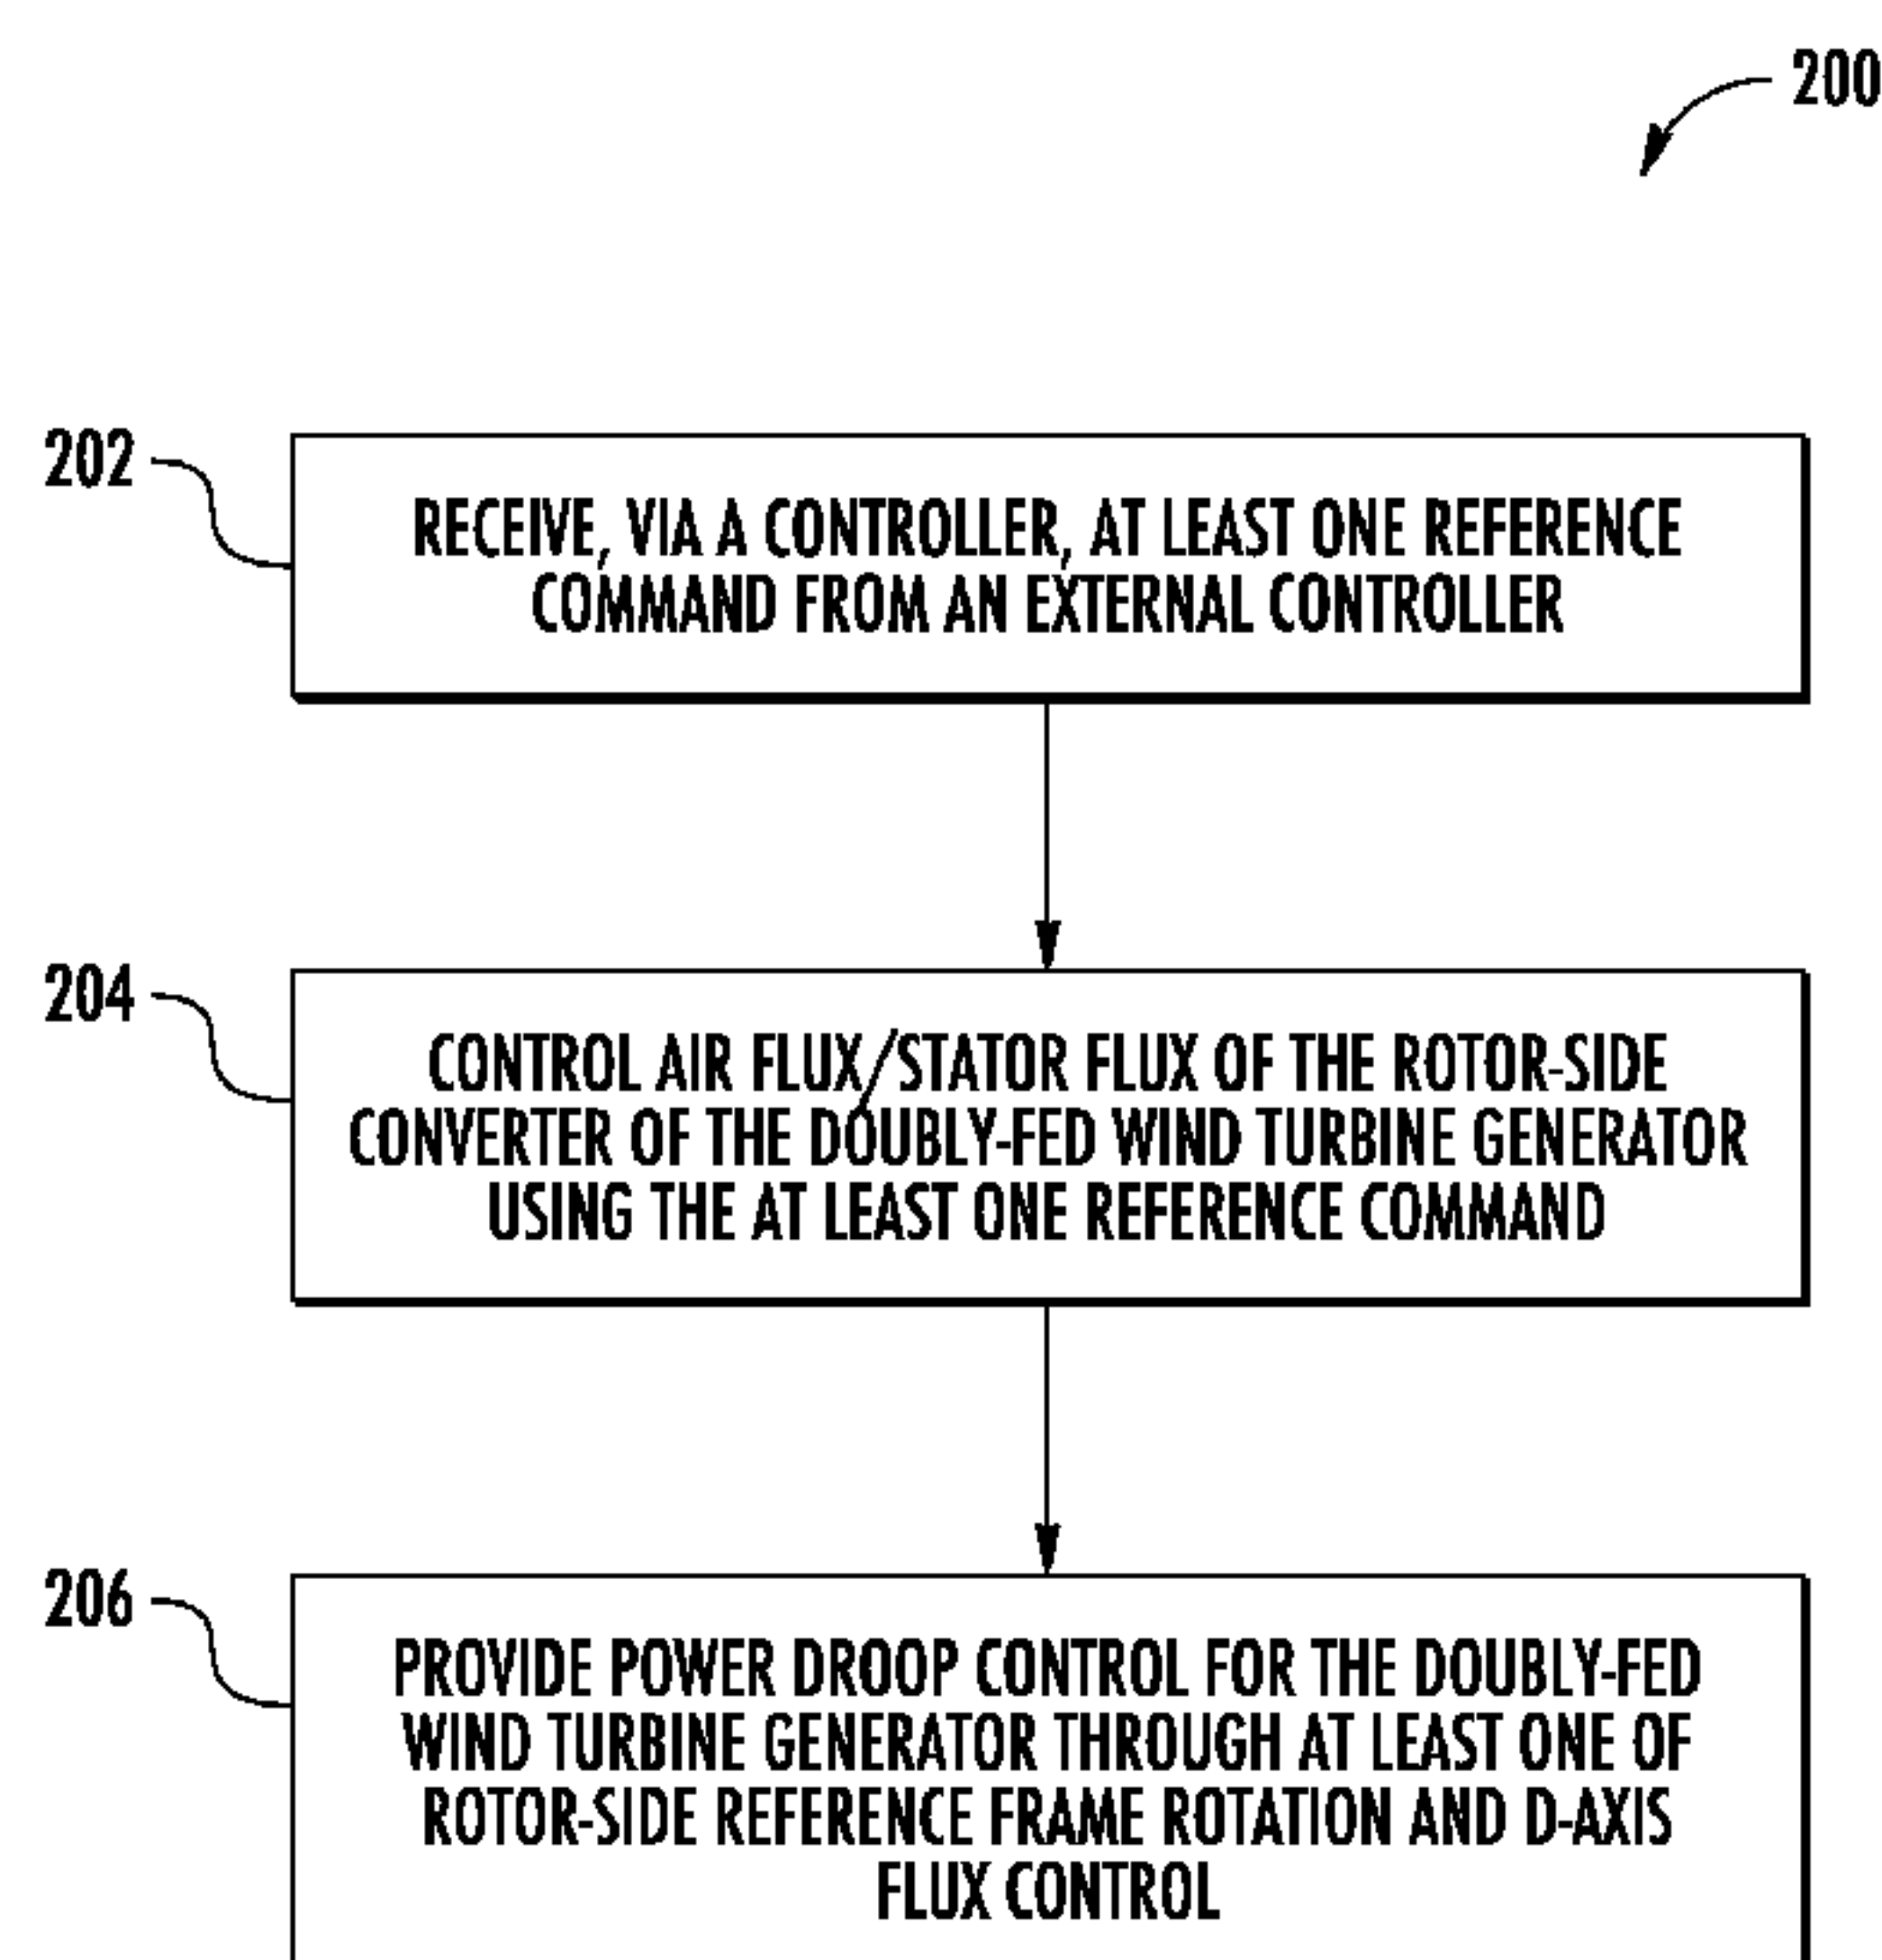 200
202
RECEIVE, VIA A CONTROLLER, AT LEAST ONE REFERENCE
COMMAND FROM AN EXTERNAL CONTROLLER
204
CONTROL AIR FLUX/STATOR FLUX OF THE ROTOR-SIDE
CONVERTER OF THE DOUBLY-FED WIND TURBINE GENERATOR
USING THE AT LEAST ONE REFERENCE COMMAND
206
PROVIDE POWER DROOP CONTROL FOR THE DOUBLY-FED
WIND TURBINE GENERATOR THROUGH AT LEAST ONE OF
ROTOR-SIDE REFERENCE FRAME ROTATION AND D-AXIS
FLUX CONTROL